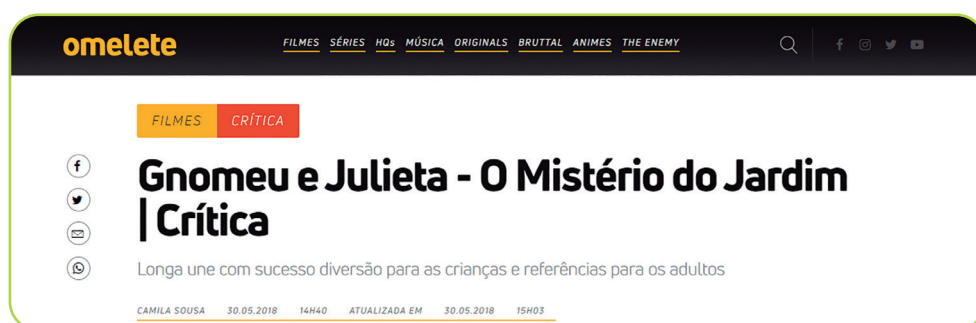 omelete
FILMES SÉRIES HQs MÚSICA ORIGINALS BRUTTAL ANIMES THE ENEMY
FILMES CRÍTICA
Gnomeu e Julieta - O Mistério do Jardim
| Crítica
Longa une com sucesso diversão para as crianças e referências para os adultos
CAMILA SOUSA 30.05.2018 14H40 ATUALIZADA EM 30.05.2018 15H03